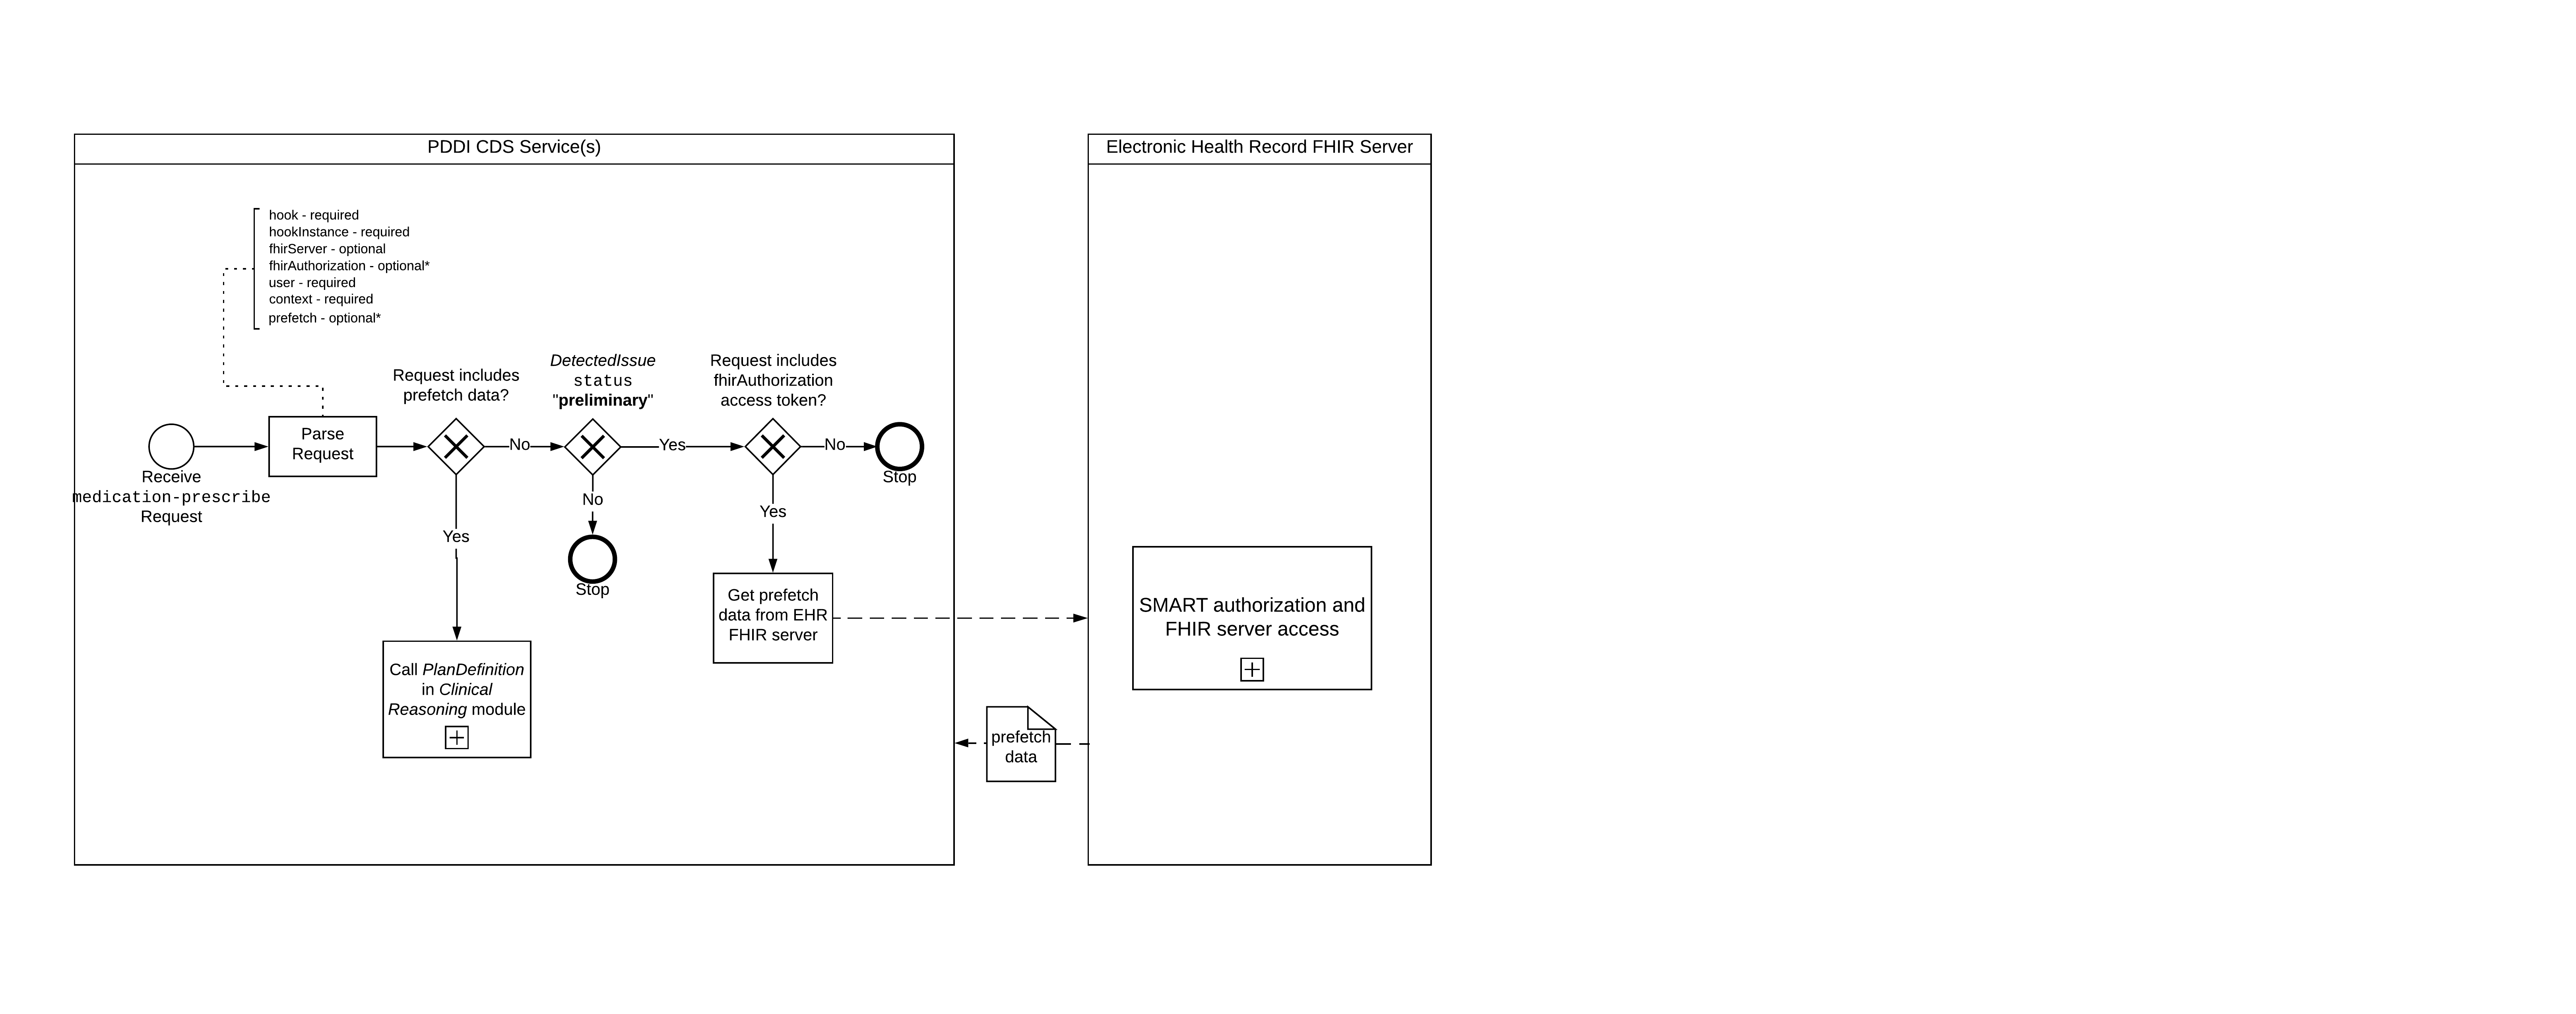 PDDI CDS Service(s)
Electronic Health Record FHIR Server
hook - required
hookInstance - required
fhirServer - optional
fhirAuthorization - optional*
user - required
context - required
prefetch - optional*
Request includes
prefetch data?
DetectedIssue
status
"preliminary"
Request includes
fhirAuthorization
access token?
Parse
Request
No
Yes
No
Receive
medication-prescribe
Request
Stop
No
Yes
Yes
Stop
Get prefetch
data from EHR
FHIR server
SMART authorization and
FHIR server access
Call PlanDefinition
in Clinical
Reasoning module
prefetch
data